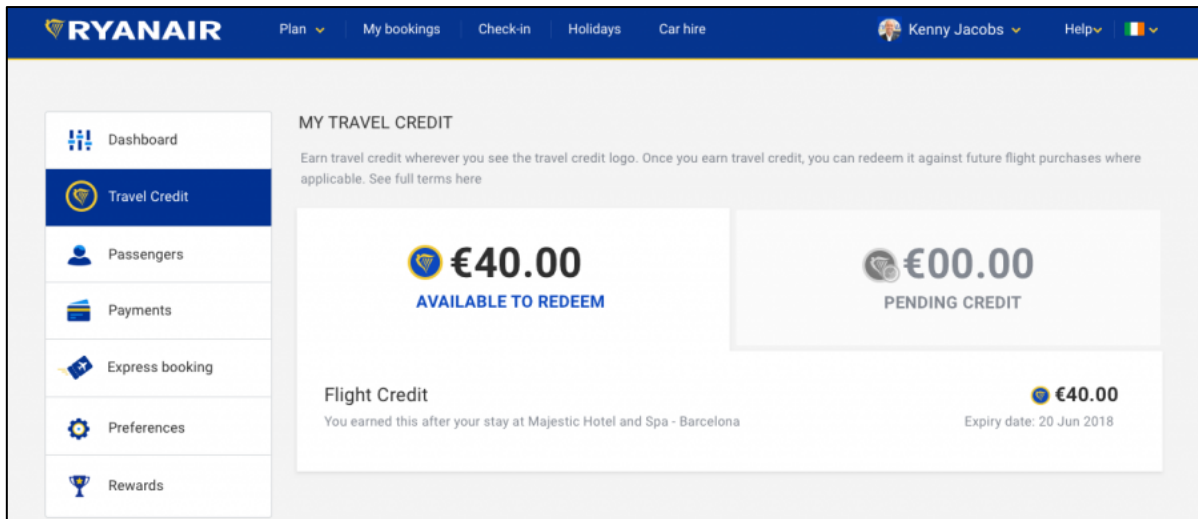 RYANAIR
Plan
My bookings
Check-in
Holidays
Car hire
Kenny Jacobs
Help
Dashboard
Travel Credit
Passengers
Payments
Express booking
Preferences
Rewards
MY TRAVEL CREDIT
Earn travel credit wherever you see the travel credit logo. Once you earn travel credit, you can redeem it against future flight purchases where
applicable. See full terms here
€40.00
AVAILABLE TO REDEEM
€00.00
PENDING CREDIT
Flight Credit
€40.00
You earned this after your stay at Majestic Hotel and Spa - Barcelona
Expiry date: 20 Jun 2018